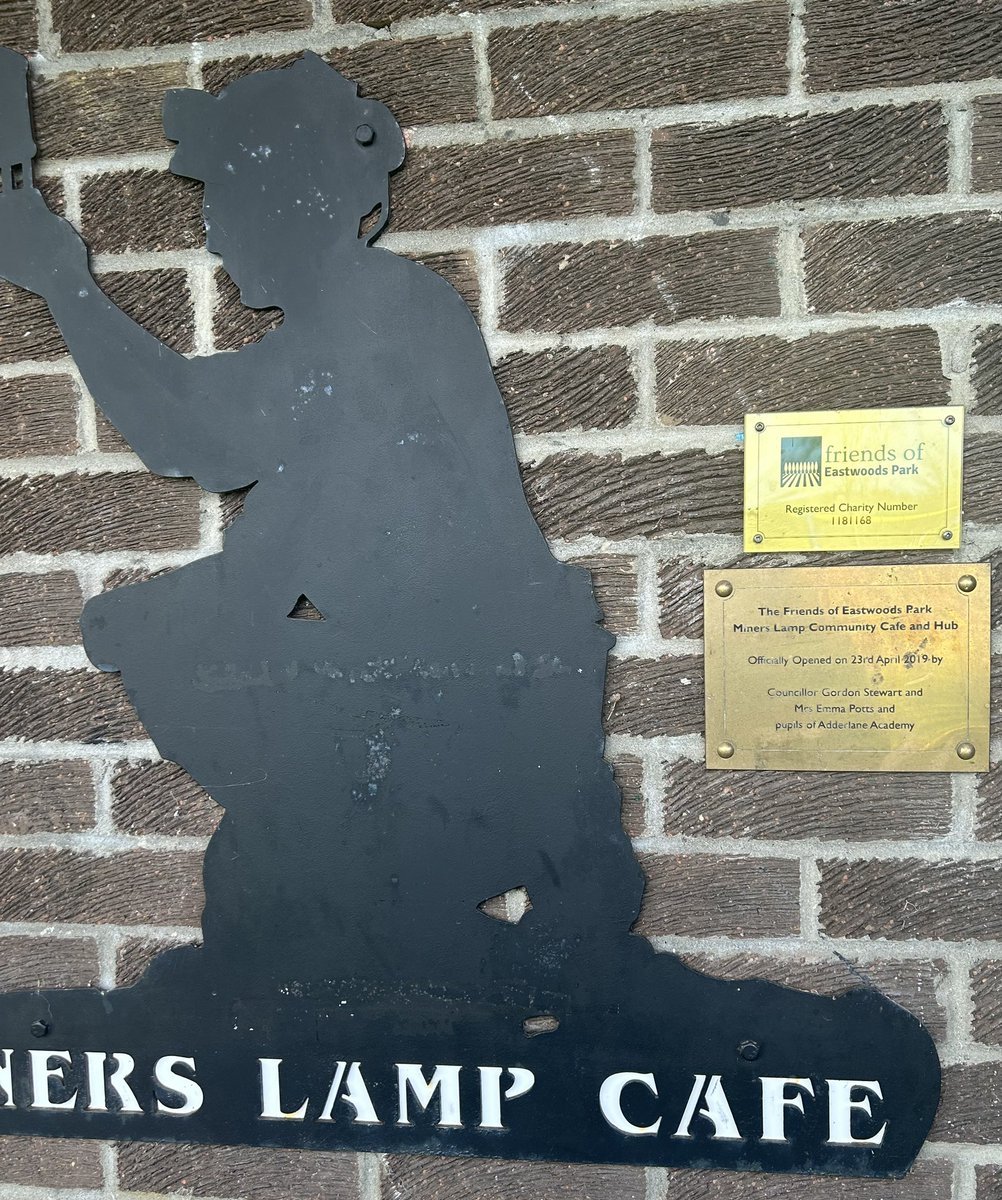 friends of
Eastwoods Park
Registered Charity Number
1181168
The Friends of Eastwoods Park
Miners Lamp Community Cafe and Hub
Officially Opened on 23rd April 2019 by
Councillor Gordon Stewart and
Mrs Emma Potts and
pupils of Adderlane Academy
NERS LAMP CAFE